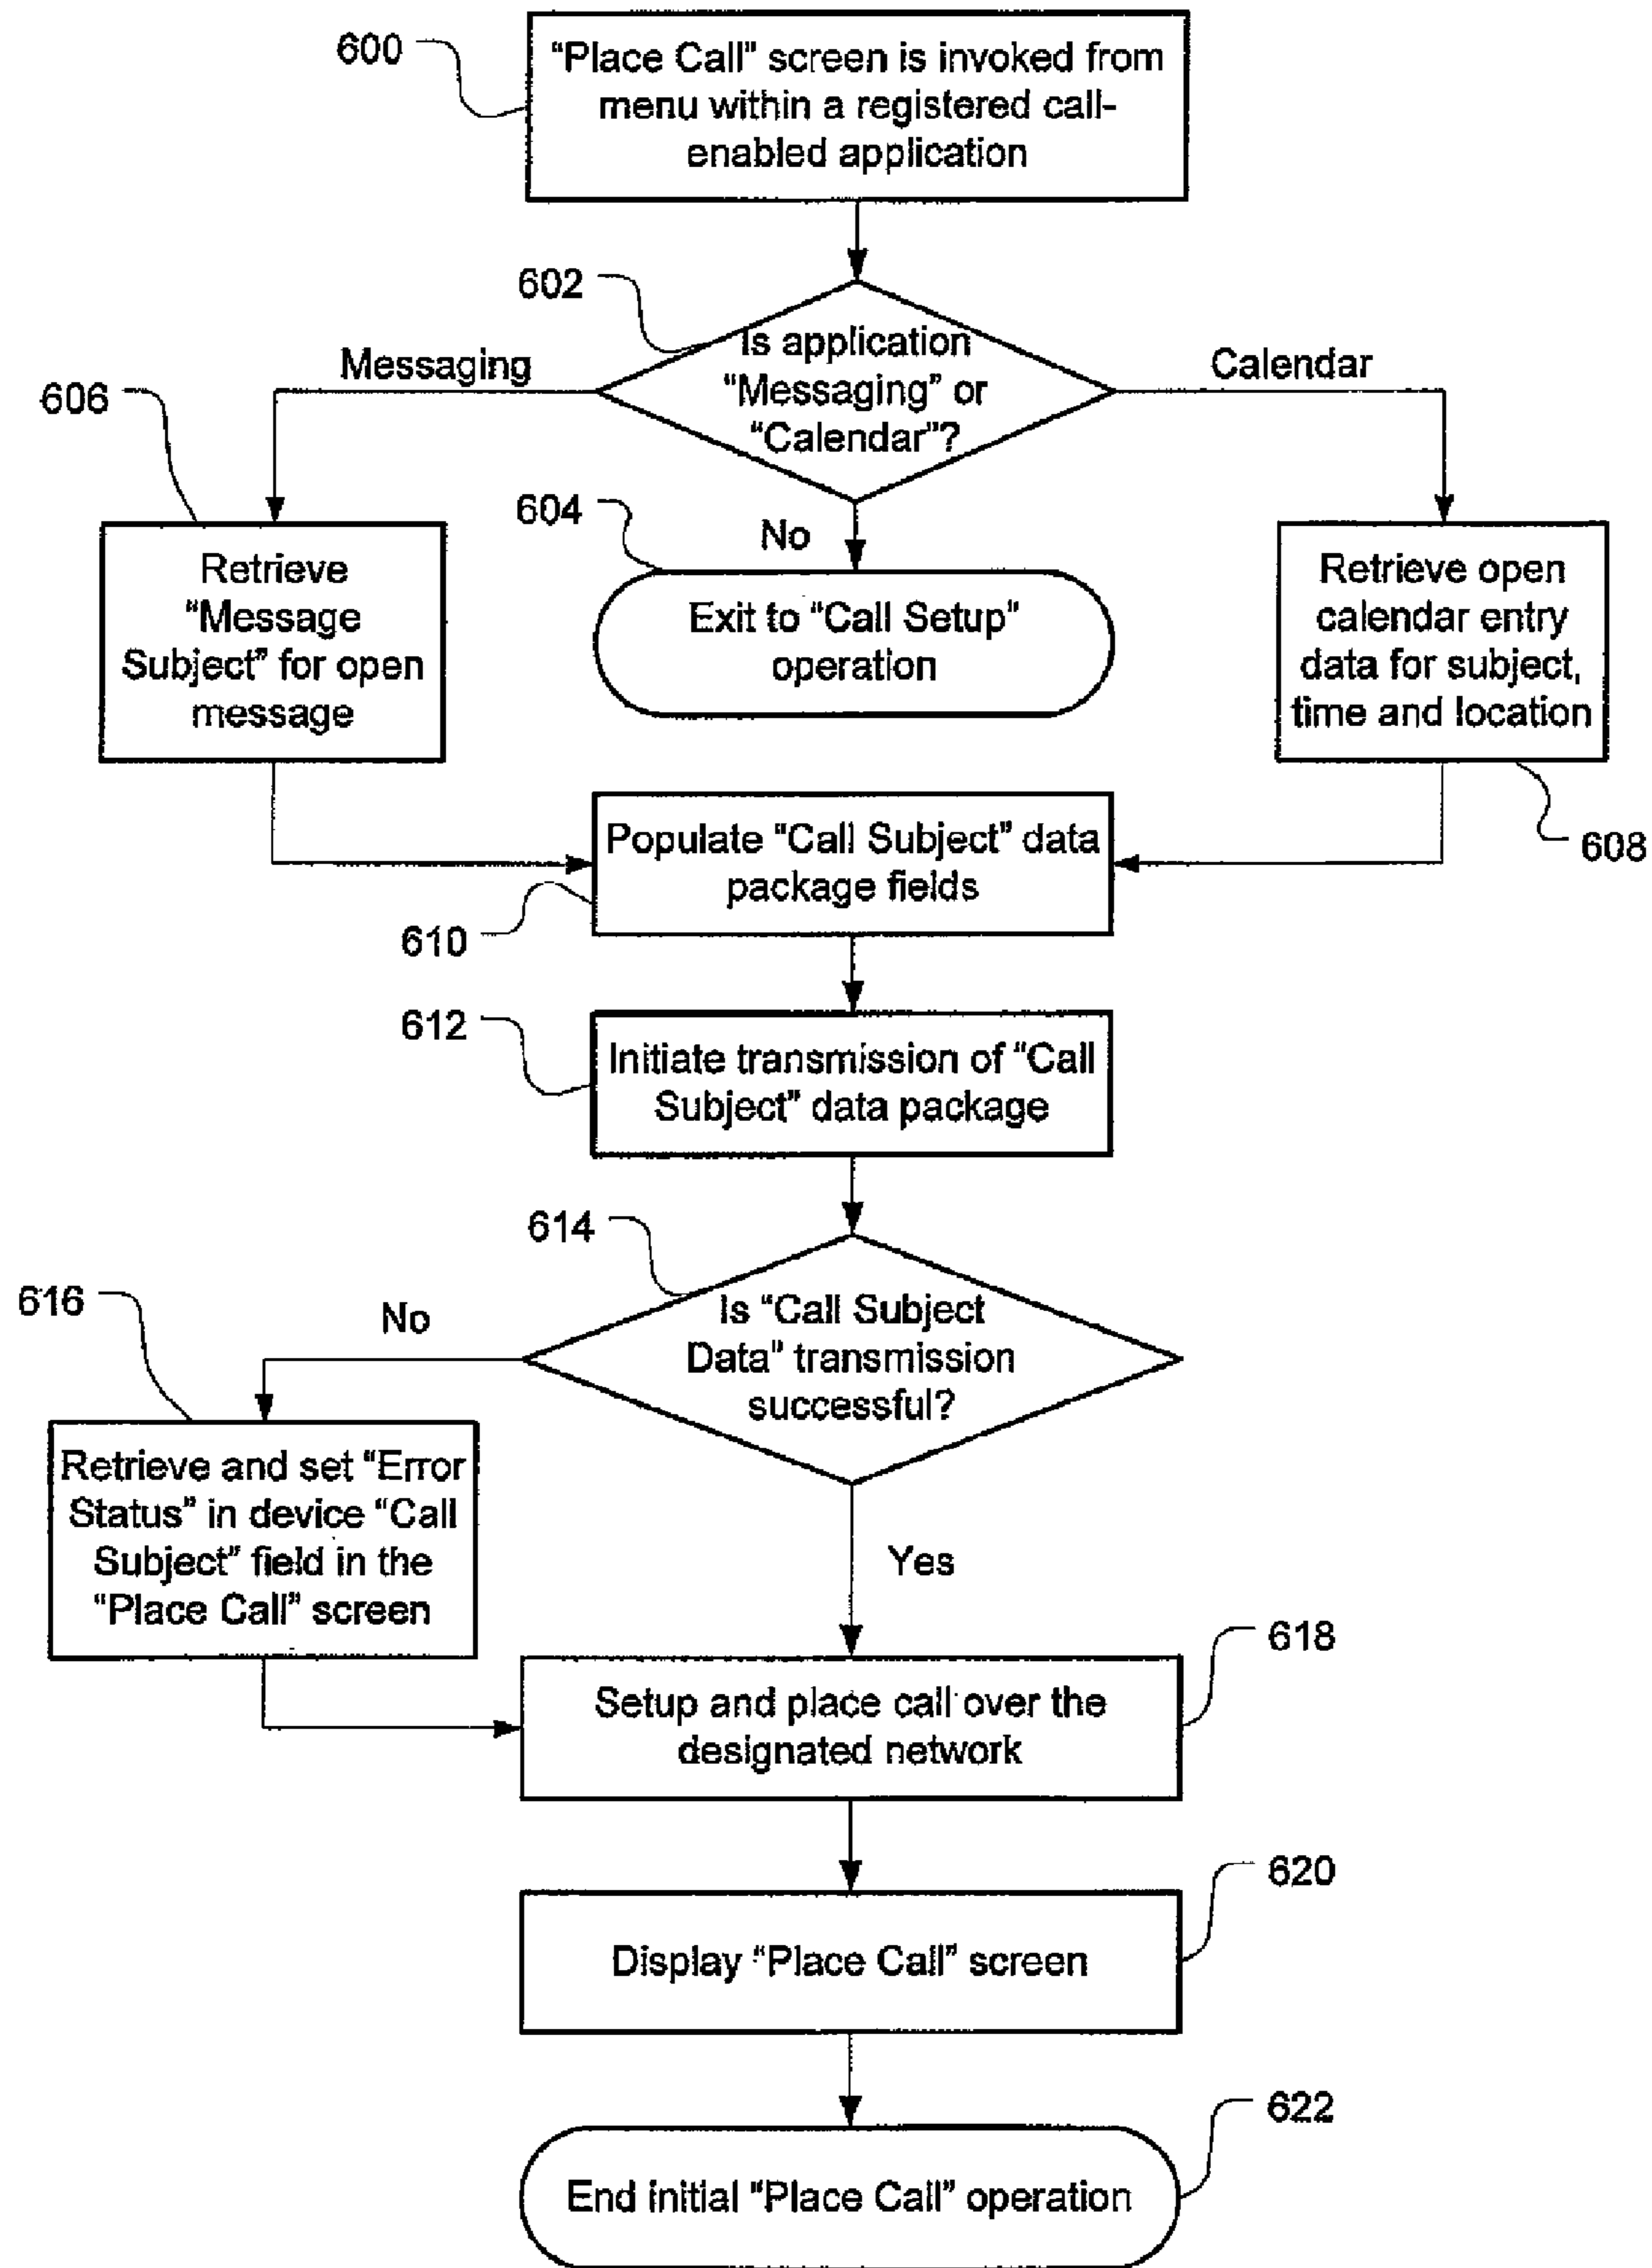 600
“Place Call” screen is invoked from
menu within a registered call-
enabled application
602
Is application
“Messaging” or
“Calendar”?
Messaging
Calendar
No
606
Retrieve
“Message
Subject” for open
message
604
Exit to “Call Setup”
operation
Retrieve open
calendar entry
data for subject,
time and location
608
Populate “Call Subject” data
package fields
610
612
Initiate transmission of “Call
Subject” data package
614
Is “Call Subject
Data” transmission
successful?
No
Yes
616
Retrieve and set “Error
Status” in device “Call
Subject” field in the
“Place Call” screen
618
Setup and place call over the
designated network
620
Display “Place Call” screen
622
End initial “Place Call” operation